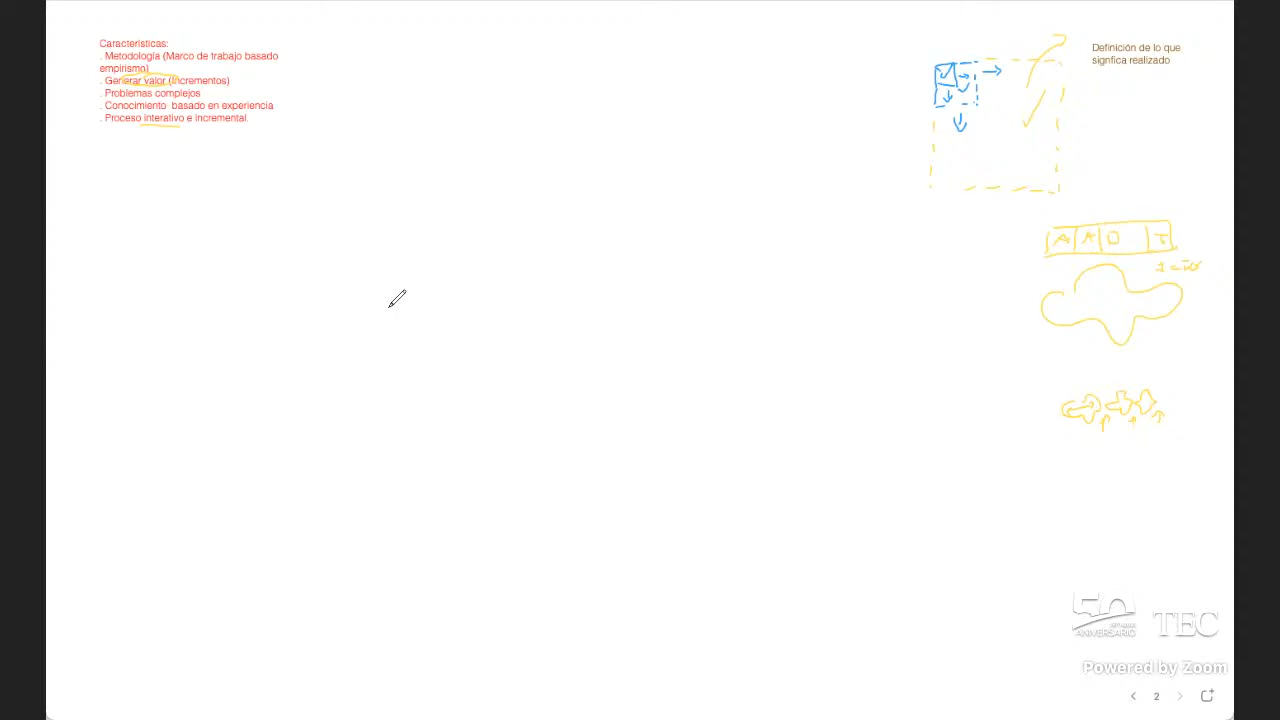 Características:
. Metodología (Marco de trabajo basado
empirismo)
. Generar valor (Incrementos)
. Problemas complejos
. Conocimiento basado en experiencia
. Proceso interativo e incremental.
Definición de lo que
signfica realizado
A A D T
50
ANIVERSARIO
TEC
Powered by Zoom
2